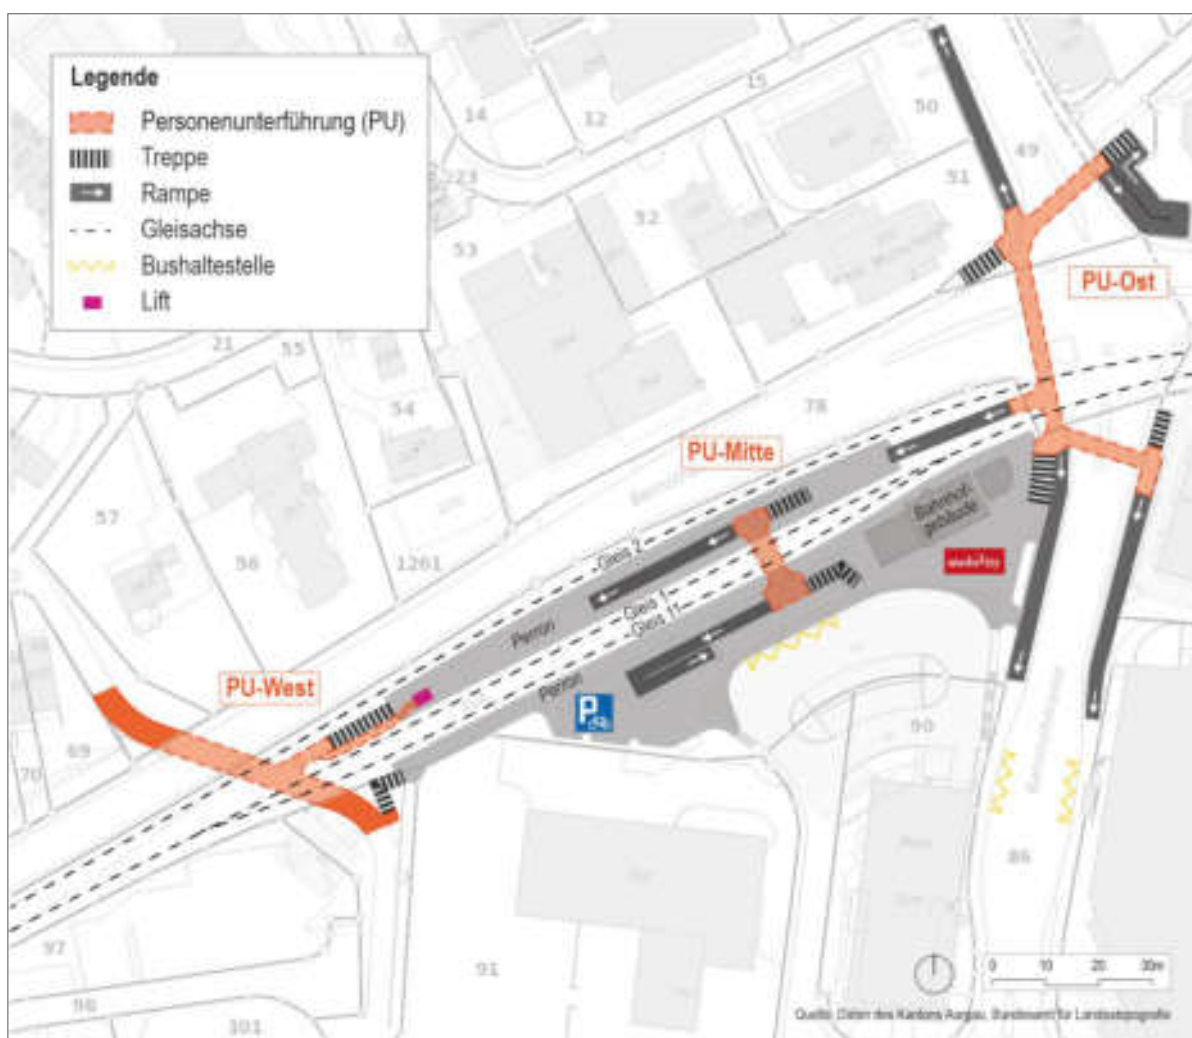 Legende
Personenunterführung (PU)
Treppe
Rampe
Gleisachse
Bushaltestelle
Lift
15
14
12
50
49
223
51
52
53
PU-Ost
21
55
54
78
PU-Mitte
57
56
1261
Gleis 2
Bahnhof-
gebäude
Gleis 1
Gleis 11
Perron
Perron
PU-West
P
69
70
90
86
97
91
98
301
0 10 20 30m
Quelle: Daten des Kantons Aargau, Bundesamt für Landestopografie